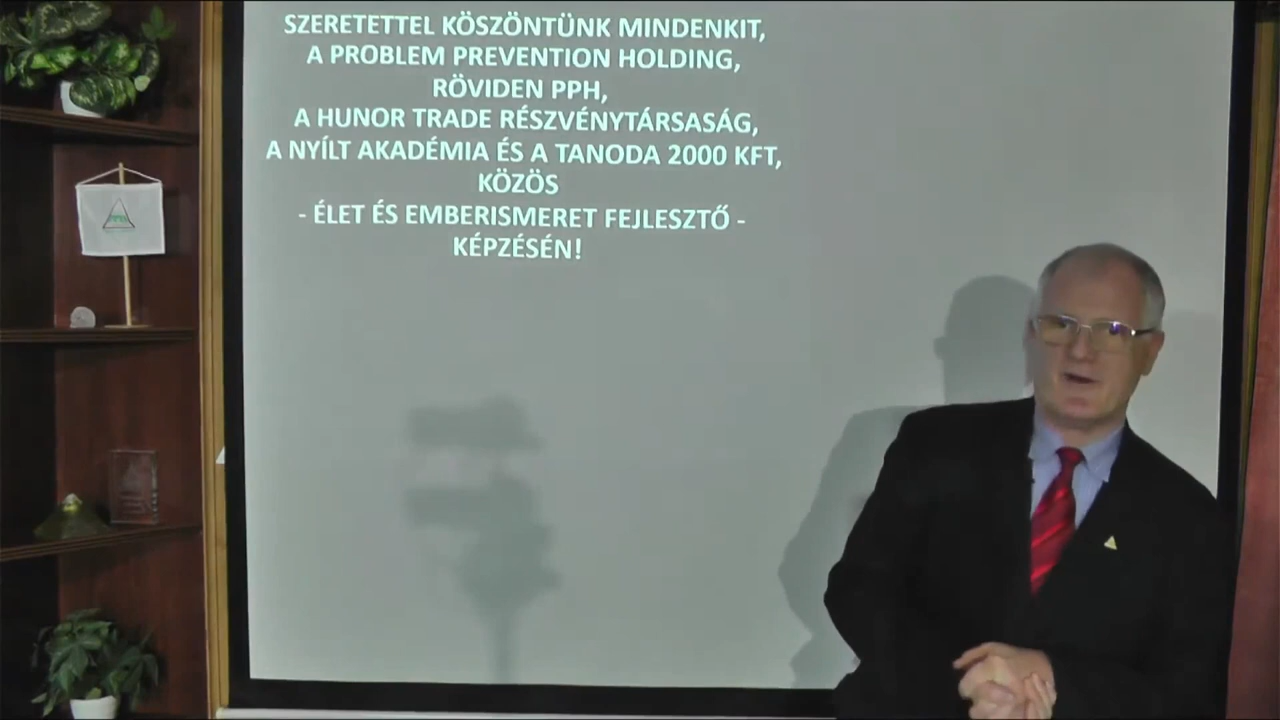 SZERETETTEL KÖSZÖNTÜNK MINDENKIT,
A PROBLEM PREVENTION HOLDING,
RÖVIDEN PPH,
A HUNOR TRADE RÉSZVÉNYTÁRSASÁG,
A NYÍLT AKADÉMIA ÉS A TANODA 2000 KFT,
KÖZÖS
- ÉLET ÉS EMBERISMERET FEJLESZTŐ -
KÉPZÉSÉN!